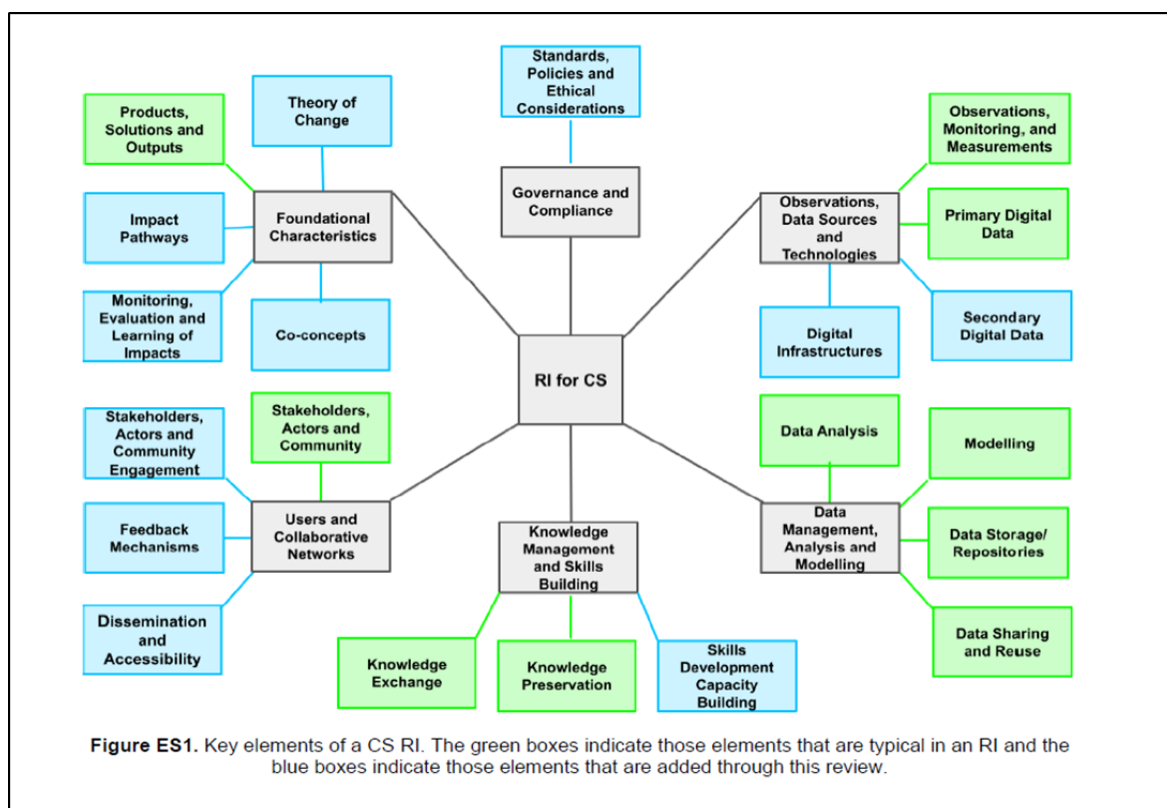 Products,
Solutions and
Outputs
Theory of
Change
Standards,
Policies and
Ethical
Considerations
Observations,
Monitoring, and
Measurements
Impact
Pathways
Foundational
Characteristics
Governance and
Compliance
Observations,
Data Sources
and
Technologies
Primary Digital
Data
Monitoring,
Evaluation and
Learning of
Impacts
Co-concepts
Digital
Infrastructures
Secondary
Digital Data
RI for CS
Stakeholders,
Actors and
Community
Engagement
Stakeholders,
Actors and
Community
Data Analysis
Modelling
Feedback
Mechanisms
Users and
Collaborative
Networks
Knowledge
Management
and Skills
Building
Data
Management,
Analysis and
Modelling
Data Storage/
Repositories
Dissemination
and
Accessibility
Knowledge
Exchange
Knowledge
Preservation
Skills
Development
Capacity
Building
Data Sharing
and Reuse
Figure ES1. Key elements of a CS RI. The green boxes indicate those elements that are typical in an RI and the
blue boxes indicate those elements that are added through this review.